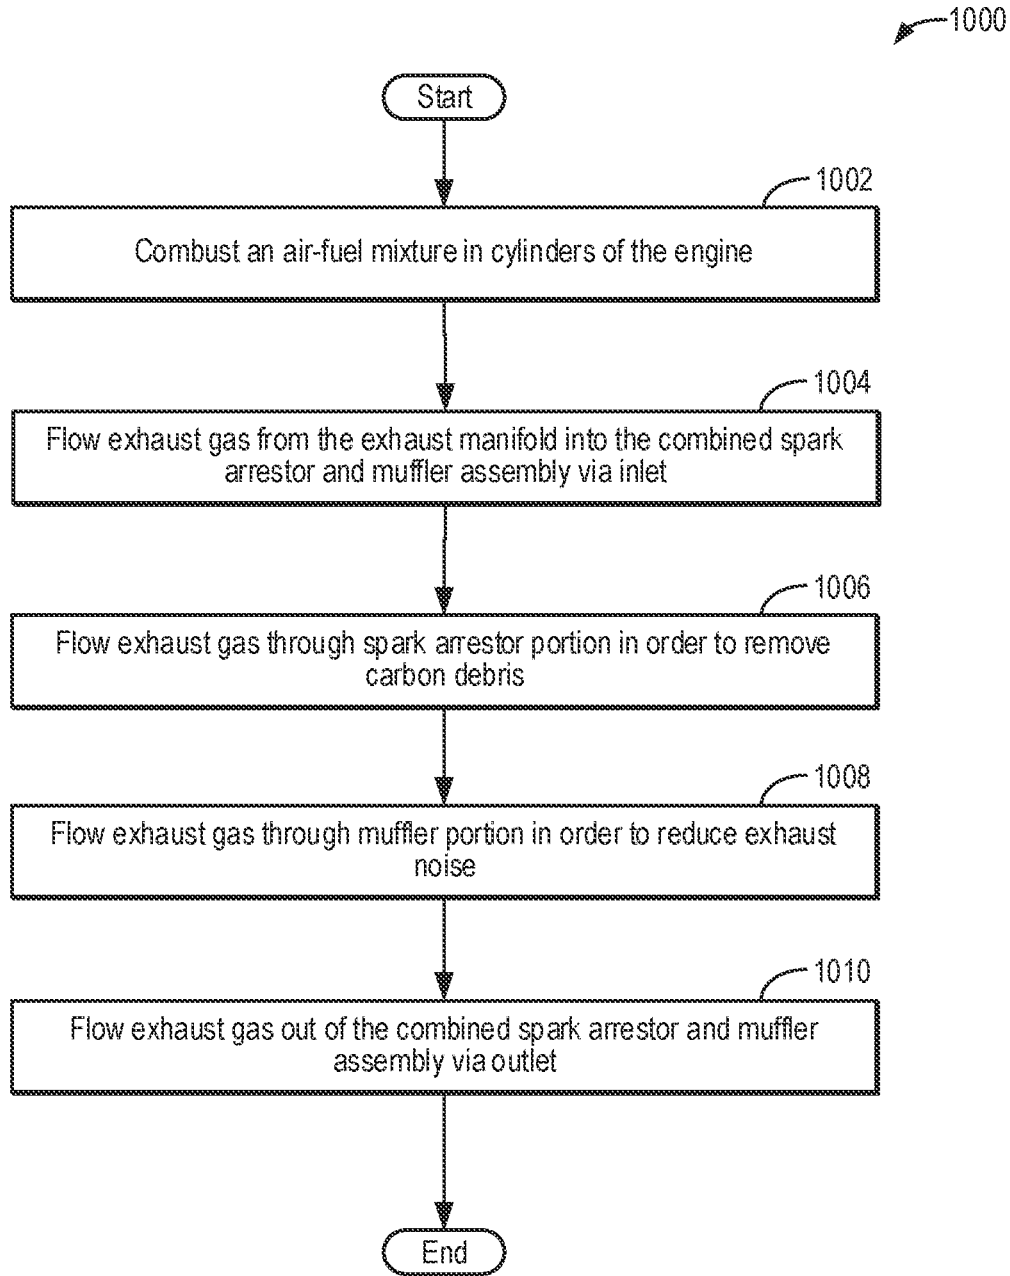 1000
Start
1002
Combust an air-fuel mixture in cylinders of the engine
1004
Flow exhaust gas from the exhaust manifold into the combined spark
arrestor and muffler assembly via inlet
1006
Flow exhaust gas through spark arrestor portion in order to remove
carbon debris
1008
Flow exhaust gas through muffler portion in order to reduce exhaust
noise
1010
Flow exhaust gas out of the combined spark arrestor and muffler
assembly via outlet
End